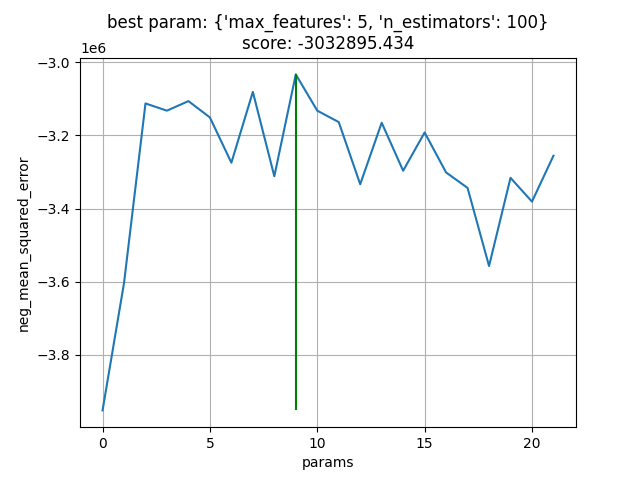 best param: {'max_features': 5, 'n_estimators': 100}
score: -3032895.434
1e6
−3.0
−3.2
−3.4
−3.6
−3.8
neg_mean_squared_error
0 5 10 15 20
params